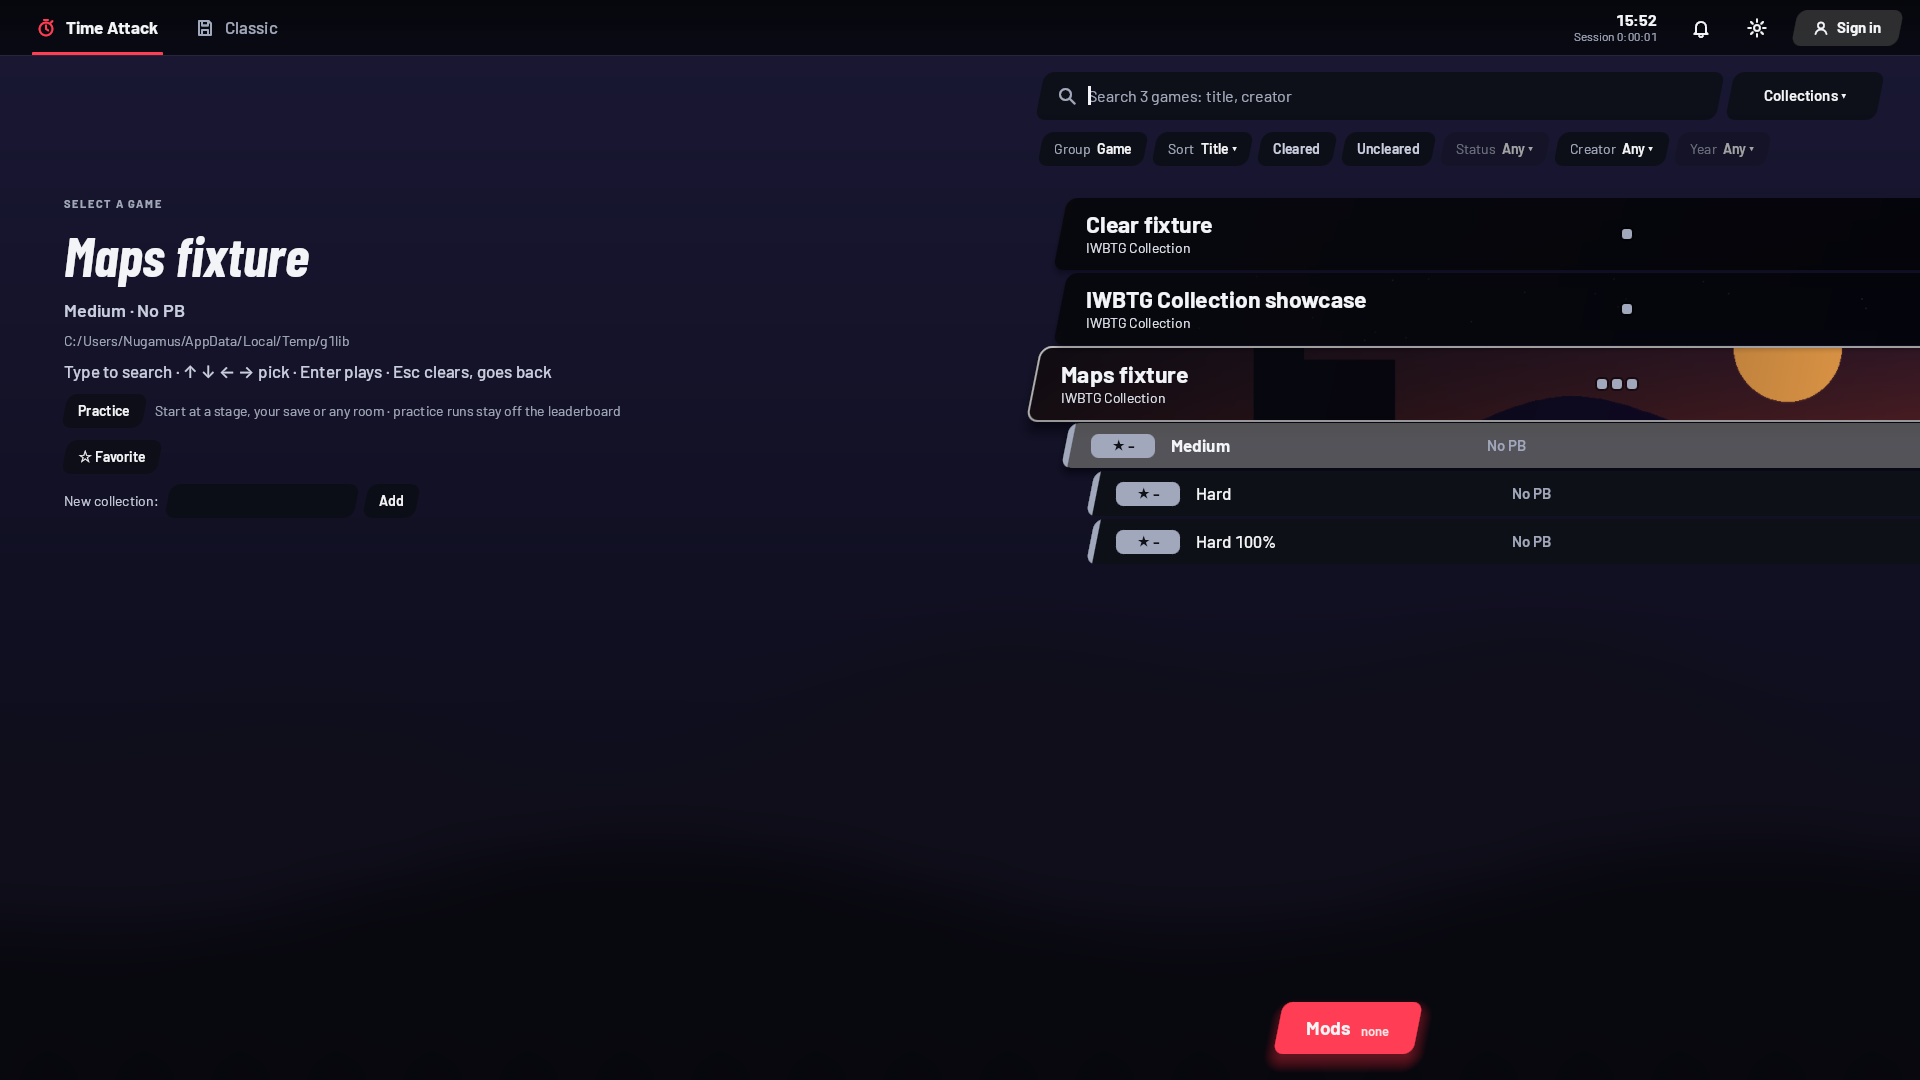 Time Attack
Classic
15:52
Session 0:00:01
Sign in
Search 3 games: title, creator
Collections ▾
Group Game
Sort Title ▾
Cleared
Uncleared
Status Any ▾
Creator Any ▾
Year Any ▾
SELECT A GAME
Maps fixture
Medium · No PB
C:/Users/Nugamus/AppData/Local/Temp/g1lib
Type to search · ↑ ↓ ← → pick · Enter plays · Esc clears, goes back
Practice
Start at a stage, your save or any room · practice runs stay off the leaderboard
☆ Favorite
New collection:
Add
Clear fixture
IWBTG Collection
IWBTG Collection showcase
IWBTG Collection
Maps fixture
IWBTG Collection
★ – Medium No PB
★ – Hard No PB
★ – Hard 100% No PB
Mods none